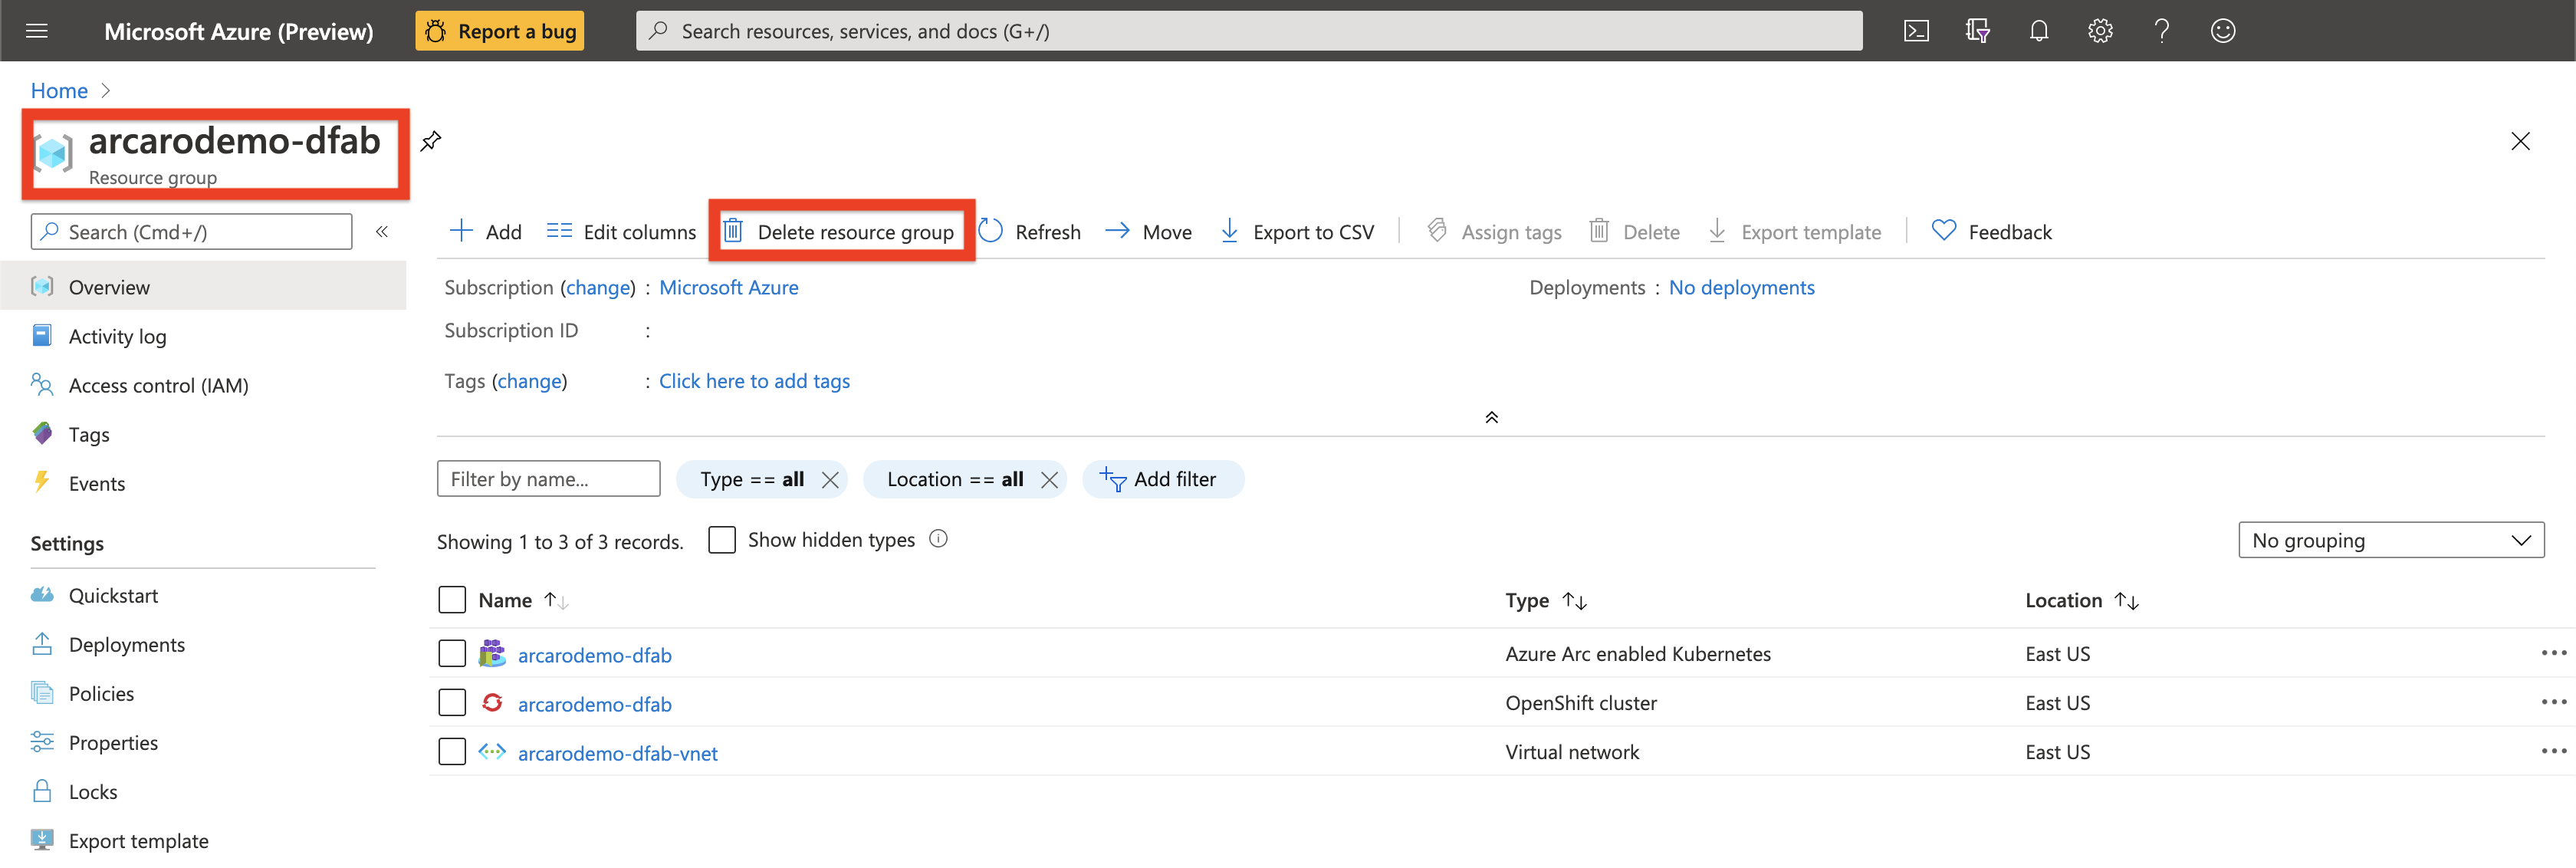 Microsoft Azure (Preview)
Report a bug
Search resources, services, and docs (G+/)
Home
arcarodemo-dfab
Resource group
Search (Cmd+/)
Add
Edit columns
Delete resource group
Refresh
Move
Export to CSV
Assign tags
Delete
Export template
Feedback
Overview
Activity log
Access control (IAM)
Tags
Events
Settings
Quickstart
Deployments
Policies
Properties
Locks
Export template
Subscription (change) : Microsoft Azure
Deployments : No deployments
Subscription ID :
Tags (change) : Click here to add tags
Filter by name...
Type == all
Location == all
Add filter
Showing 1 to 3 of 3 records.
Show hidden types
No grouping
Name Type Location
arcarodemo-dfab Azure Arc enabled Kubernetes East US
arcarodemo-dfab OpenShift cluster East US
arcarodemo-dfab-vnet Virtual network East US